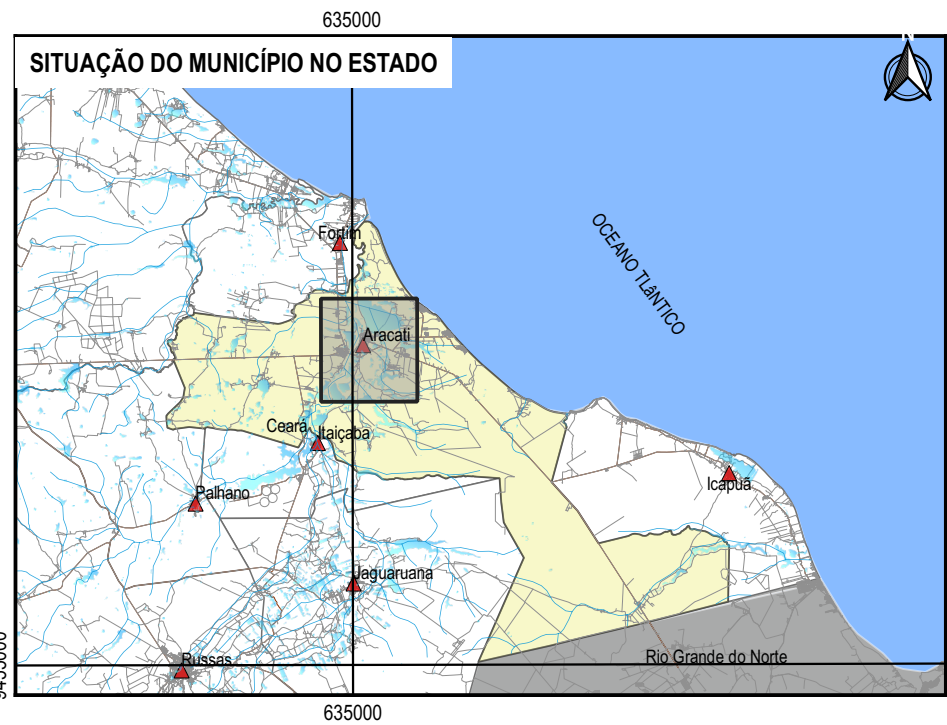 635000
SITUAÇÃO DO MUNICÍPIO NO ESTADO
N
Fortim
OCEANO TLâNTICO
Aracati
Ceará
Itaiçaba
Icapuã
Palhano
Jaguaruana
Rio Grande do Norte
Russas
635000